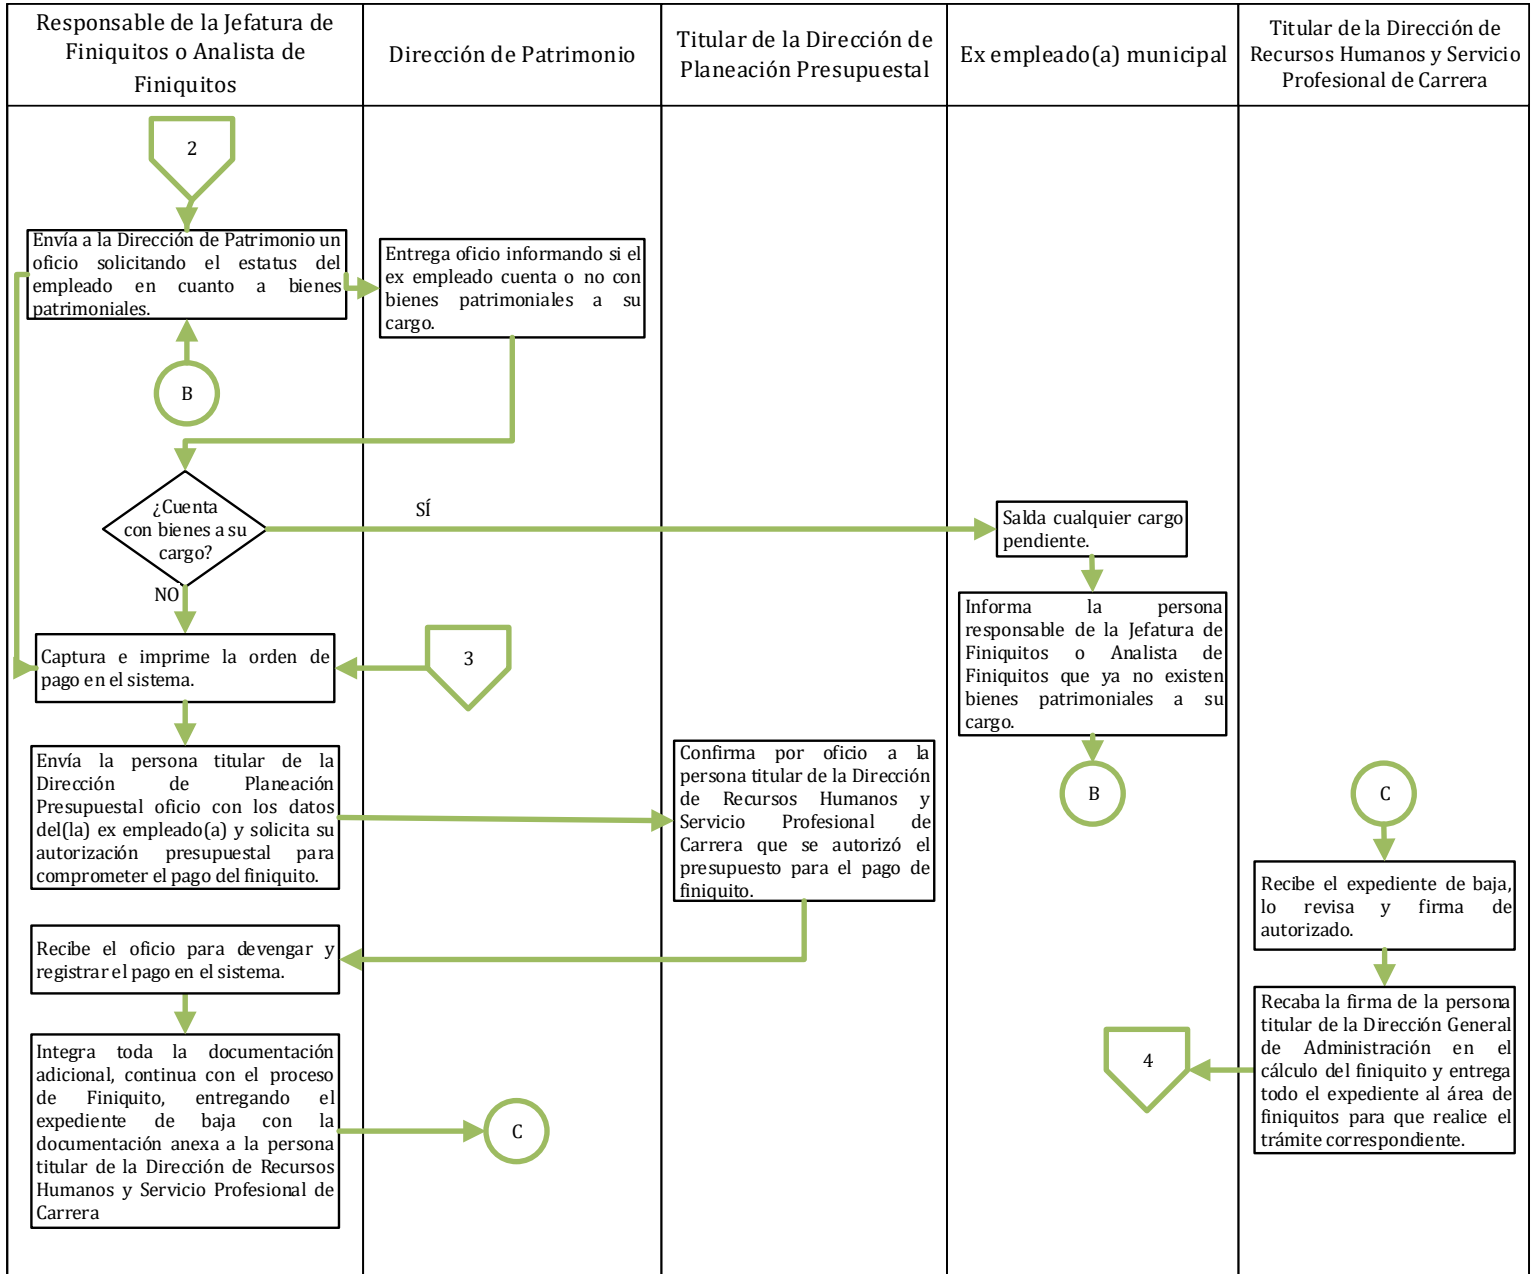 Responsable de la Jefatura de
Finiquitos o Analista de
Finiquitos
Dirección de Patrimonio
Titular de la Dirección de
Planeación Presupuestal
Ex empleado(a) municipal
Titular de la Dirección de
Recursos Humanos y Servicio
Profesional de Carrera
2
Envía a la Dirección de Patrimonio un
oficio solicitando el estatus del
empleado en cuanto a bienes
patrimoniales.
Entrega oficio informando si el
ex empleado cuenta o no con
bienes patrimoniales a su
cargo.
B
¿Cuenta
con bienes a su
cargo?
SÍ
NO
Salda cualquier cargo
pendiente.
Informa la persona
responsable de la Jefatura de
Finiquitos o Analista de
Finiquitos que ya no existen
bienes patrimoniales a su
cargo.
B
Captura e imprime la orden de
pago en el sistema.
3
Envía la persona titular de la
Dirección de Planeación
Presupuestal oficio con los datos
del(la) ex empleado(a) y solicita su
autorización presupuestal para
comprometer el pago del finiquito.
Confirma por oficio a la
persona titular de la Dirección
de Recursos Humanos y
Servicio Profesional de
Carrera que se autorizó el
presupuesto para el pago de
finiquito.
C
Recibe el expediente de baja,
lo revisa y firma de
autorizado.
Recibe el oficio para devengar y
registrar el pago en el sistema.
Integra toda la documentación
adicional, continua con el proceso
de Finiquito, entregando el
expediente de baja con la
documentación anexa a la persona
titular de la Dirección de Recursos
Humanos y Servicio Profesional de
Carrera
C
Recaba la firma de la persona
titular de la Dirección General
de Administración en el
cálculo del finiquito y entrega
todo el expediente al área de
finiquitos para que realice el
trámite correspondiente.
4